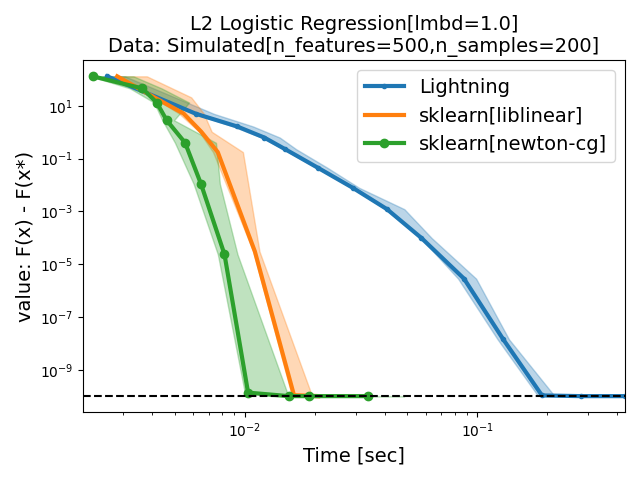 L2 Logistic Regression[lmbd=1.0]
Data: Simulated[n_features=500,n_samples=200]
Lightning
sklearn[liblinear]
sklearn[newton-cg]
value: F(x) - F(x*)
10¹
10⁻¹
10⁻³
10⁻⁵
10⁻⁷
10⁻⁹
10⁻²
10⁻¹
Time [sec]